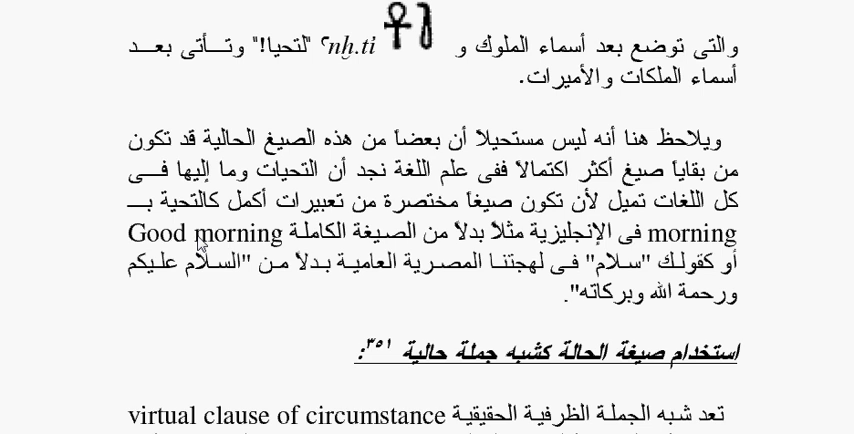 والتى توضع بعد أسماء الملوك و ꜥnḫ.ti "لتحيا!" وتأتى بعد
أسماء الملكات والأميرات.
ويلاحظ هنا أنه ليس مستحيلاً أن بعضاً من هذه الصيغ الحالية قد تكون
من بقايا صيغ أكثر اكتمالاً ففى علم اللغة نجد أن التحيات وما إليها فى
كل اللغات تميل لأن تكون صيغاً مختصرة من تعبيرات أكمل كالتحية بـ
morning فى الإنجليزية مثلاً بدلاً من الصيغة الكاملة Good morning
أو كقولك "سلام" فى لهجتنا المصرية العامية بدلاً من "السلام عليكم
ورحمة الله وبركاته".
استخدام صيغة الحالة كشبه جملة حالية ٣٥١:
تعد شبه الجملة الظرفية الحقيقية virtual clause of circumstance